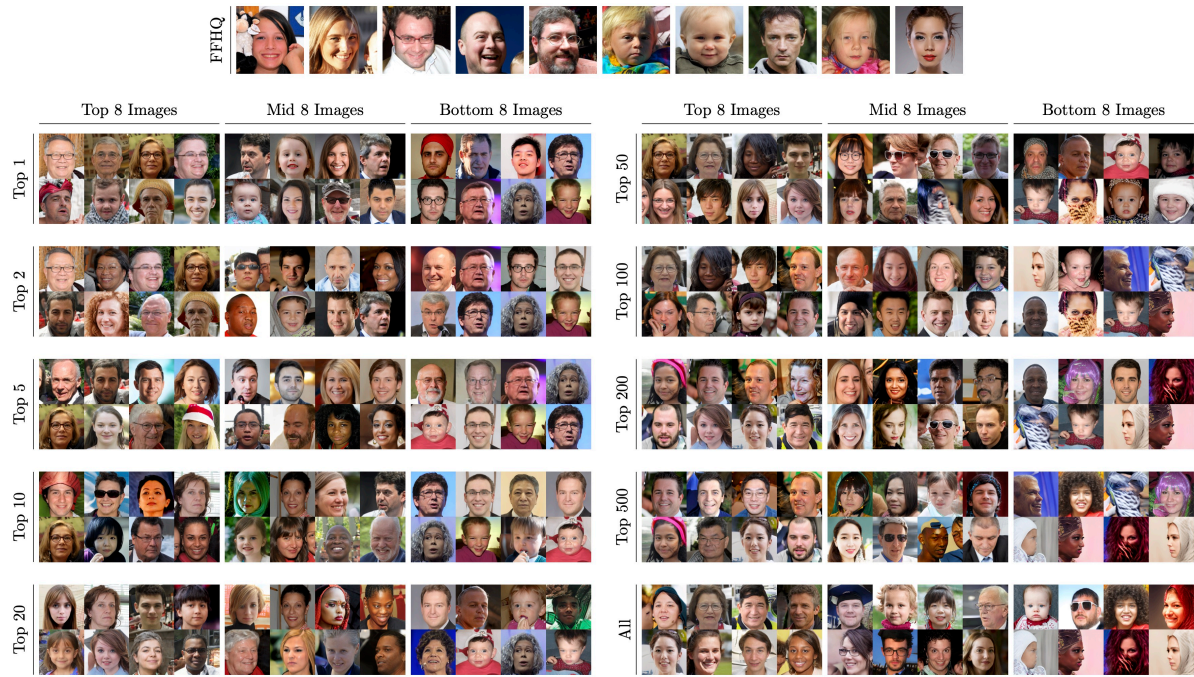 FFHQ
Top 8 Images Mid 8 Images Bottom 8 Images Top 8 Images Mid 8 Images Bottom 8 Images
Top 1
Top 50
Top 2
Top 100
Top 5
Top 200
Top 10
Top 500
Top 20
All